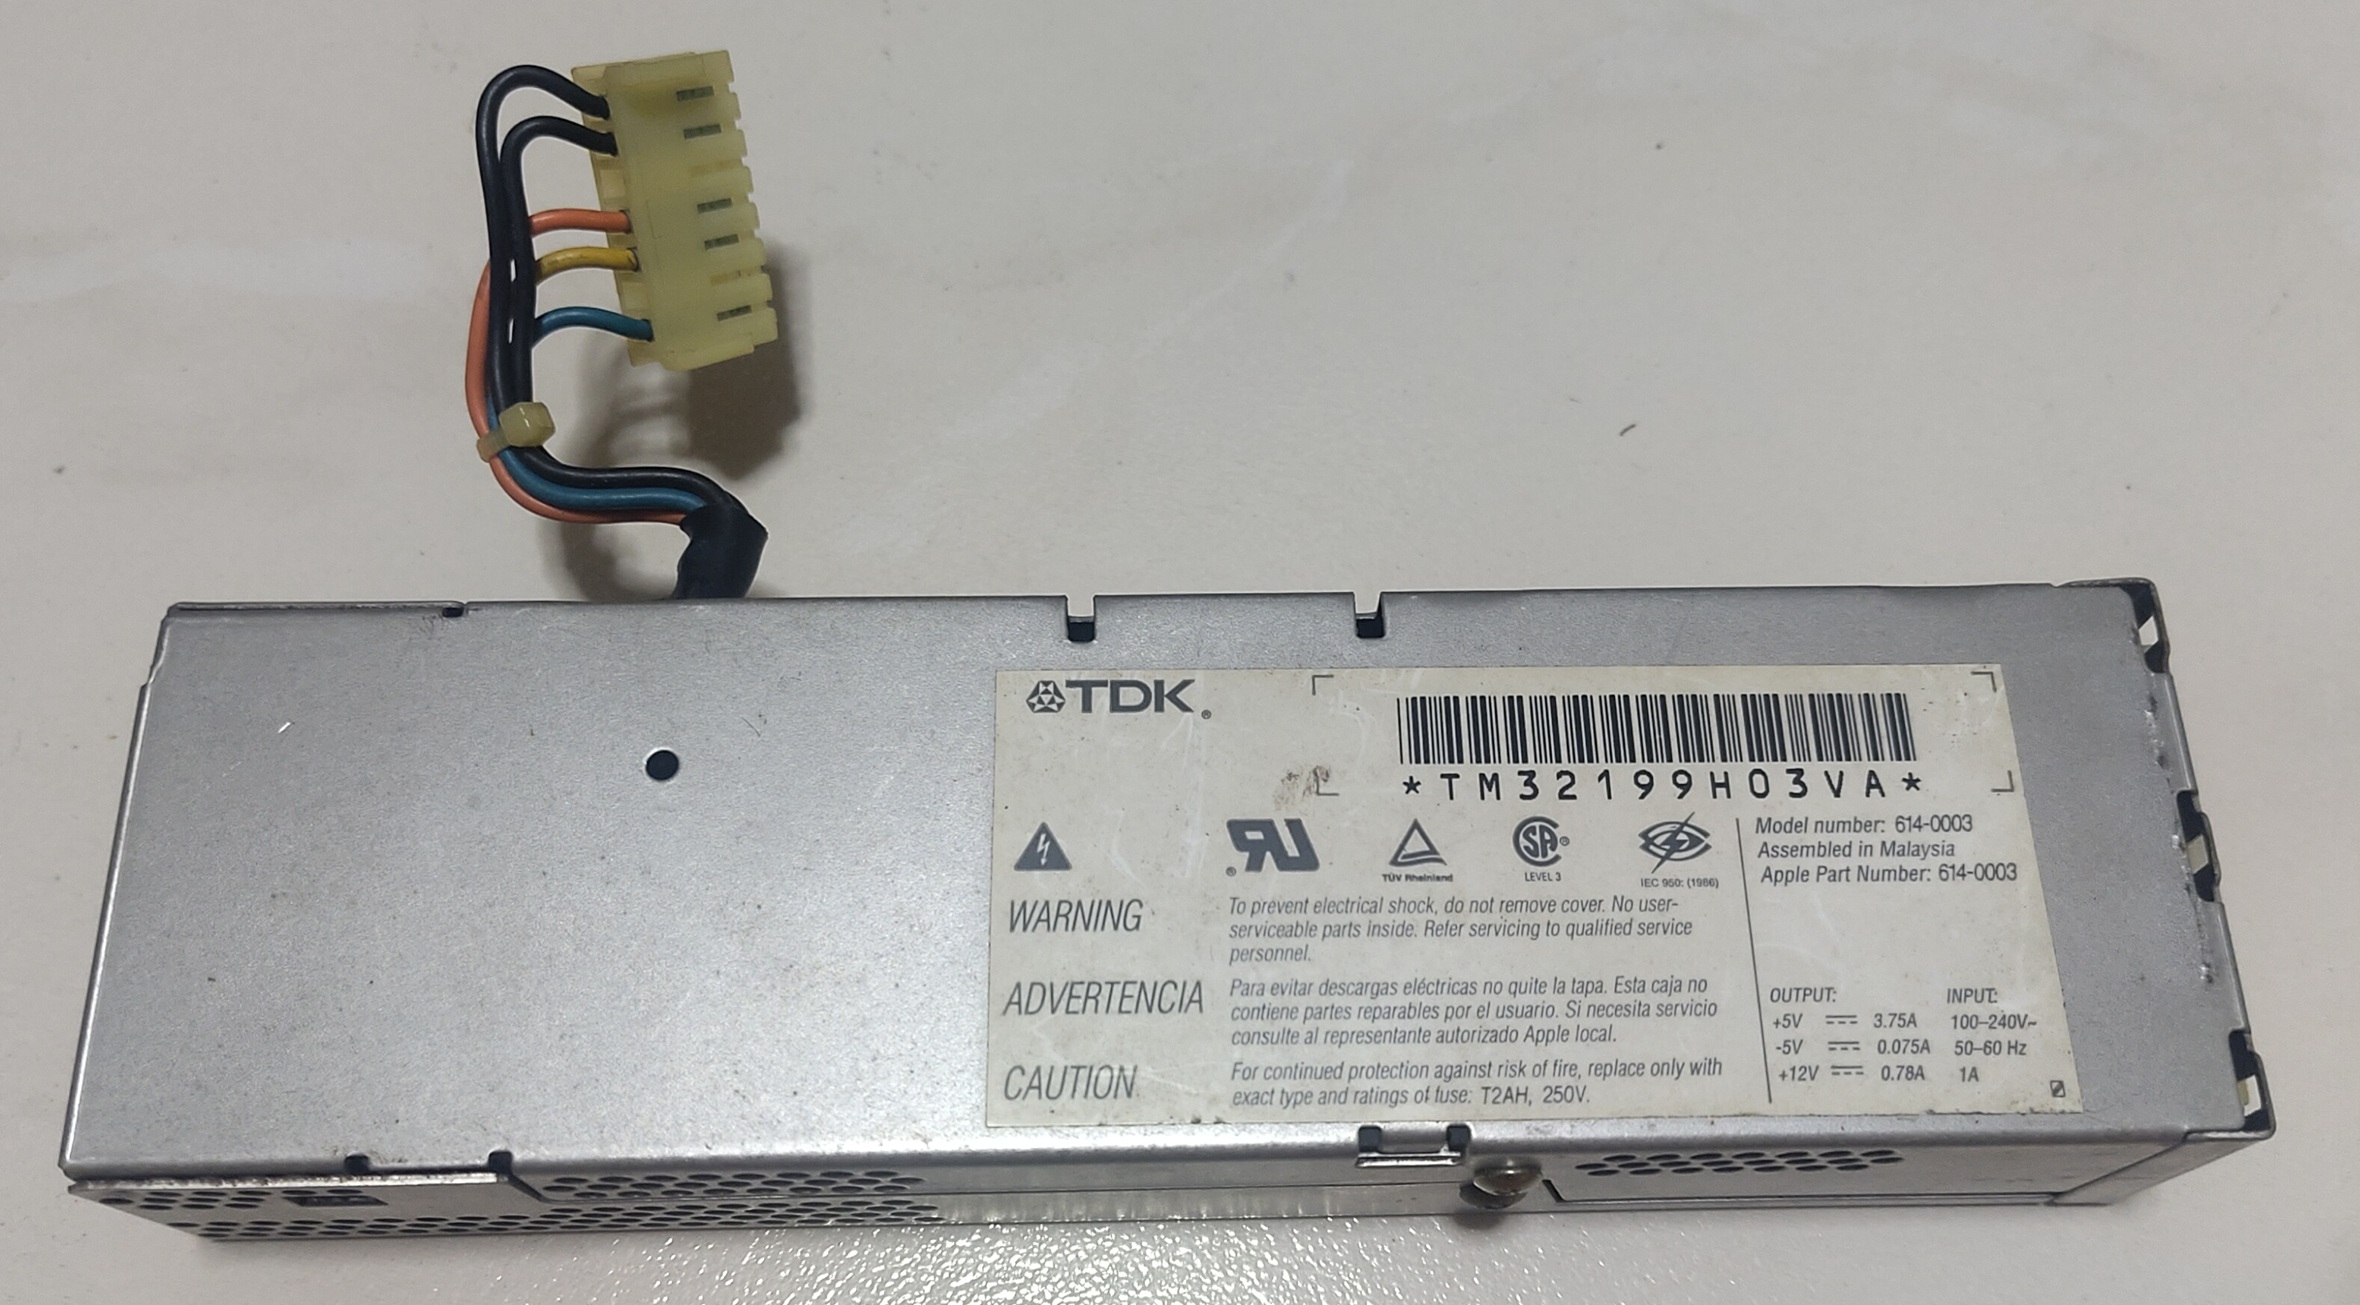 TDK®
*TM32199H03VA*
TÜV Rheinland
SA®
LEVEL 3
IEC 950: (1986)
Model number: 614-0003
Assembled in Malaysia
Apple Part Number: 614-0003
WARNING
To prevent electrical shock, do not remove cover. No user-
serviceable parts inside. Refer servicing to qualified service
personnel.
ADVERTENCIA
Para evitar descargas eléctricas no quite la tapa. Esta caja no
contiene partes reparables por el usuario. Si necesita servicio
consulte al representante autorizado Apple local.
CAUTION
For continued protection against risk of fire, replace only with
exact type and ratings of fuse: T2AH, 250V.
OUTPUT:
+5V 3.75A
-5V 0.075A
+12V 0.78A
INPUT:
100–240V~
50–60 Hz
1A